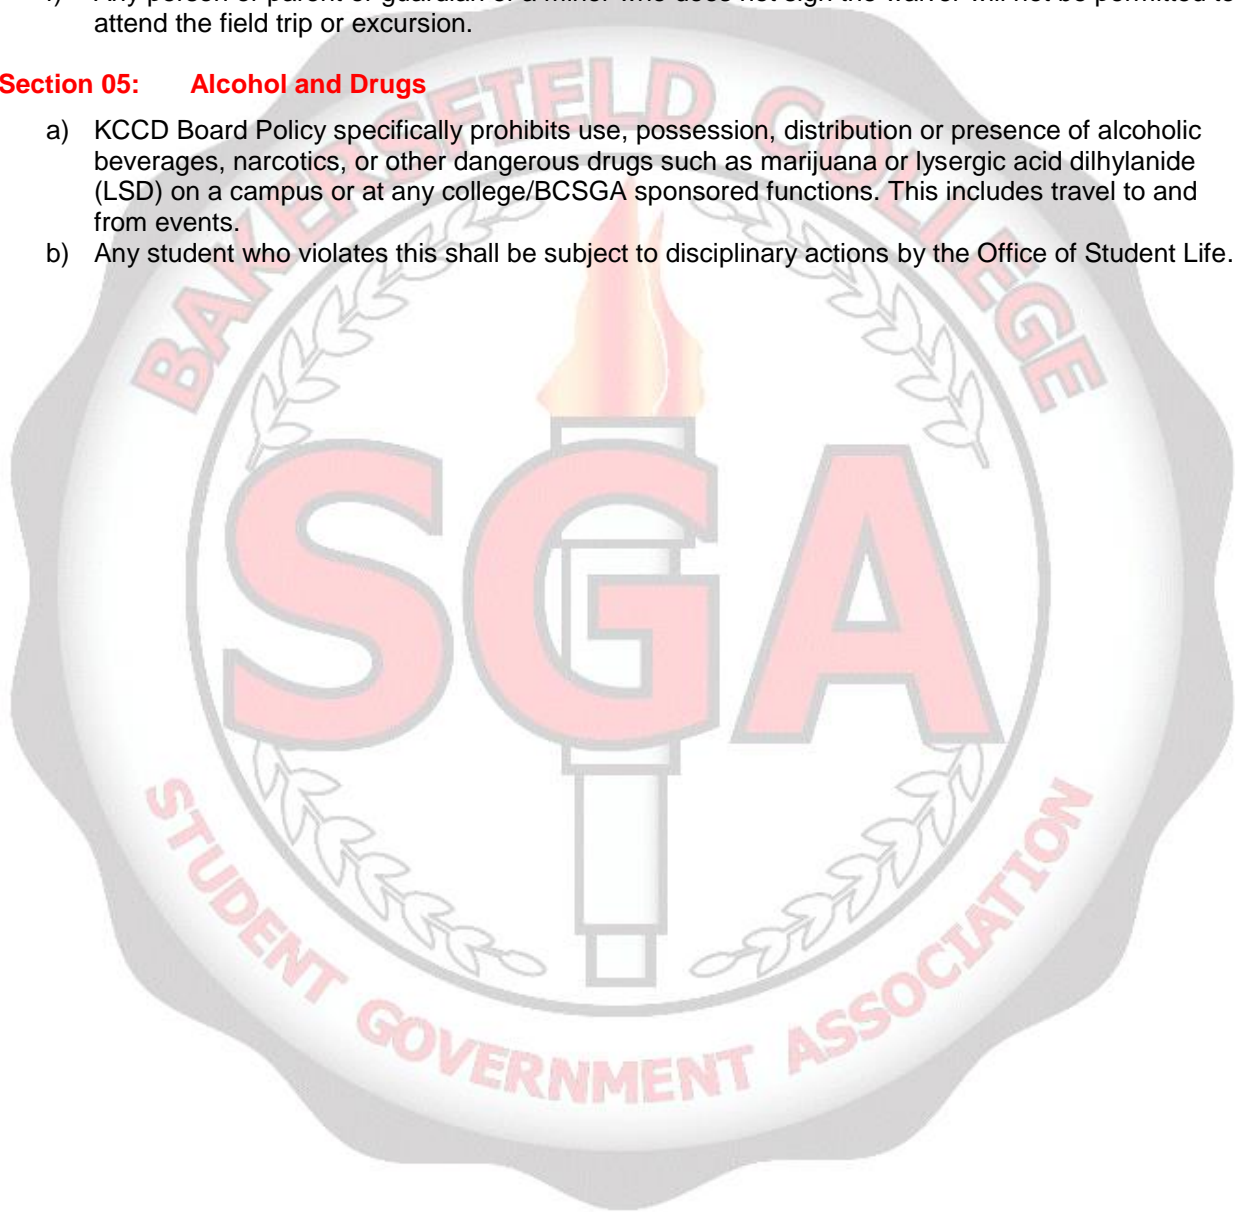 attend the field trip or excursion.
Section 05: Alcohol and Drugs
a) KCCD Board Policy specifically prohibits use, possession, distribution or presence of alcoholic
beverages, narcotics, or other dangerous drugs such as marijuana or lysergic acid dilhylanide
(LSD) on a campus or at any college/BCSGA sponsored functions. This includes travel to and
from events.
b) Any student who violates this shall be subject to disciplinary actions by the Office of Student Life.
BAKERSFIELD COLLEGE
SGA
STUDENT GOVERNMENT ASSOCIATION